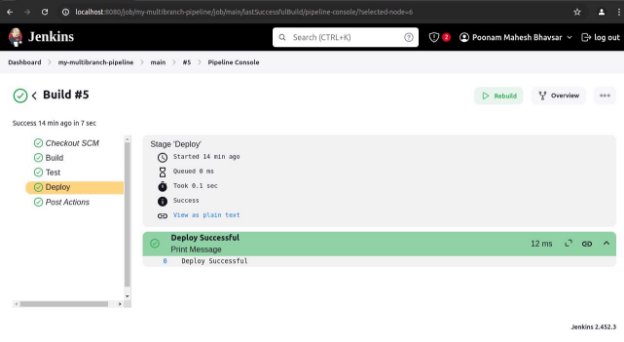 localhost:8080/job/my-multibranch-pipeline/job/main/lastSuccessfulBuild/pipeline-console/?selected-node=6
Jenkins
Search (CTRL+K)
2
Poonam Mahesh Bhavsar
log out
Dashboard > my-multibranch-pipeline > main > #5 > Pipeline Console
Build #5
Rebuild
Overview
Success 14 min ago in 7 sec
Checkout SCM
Build
Test
Deploy
Post Actions
Stage 'Deploy'
Started 14 min ago
Queued 0 ms
Took 0.1 sec
Success
View as plain text
Deploy Successful
Print Message
12 ms
0 Deploy Successful
Jenkins 2.452.3